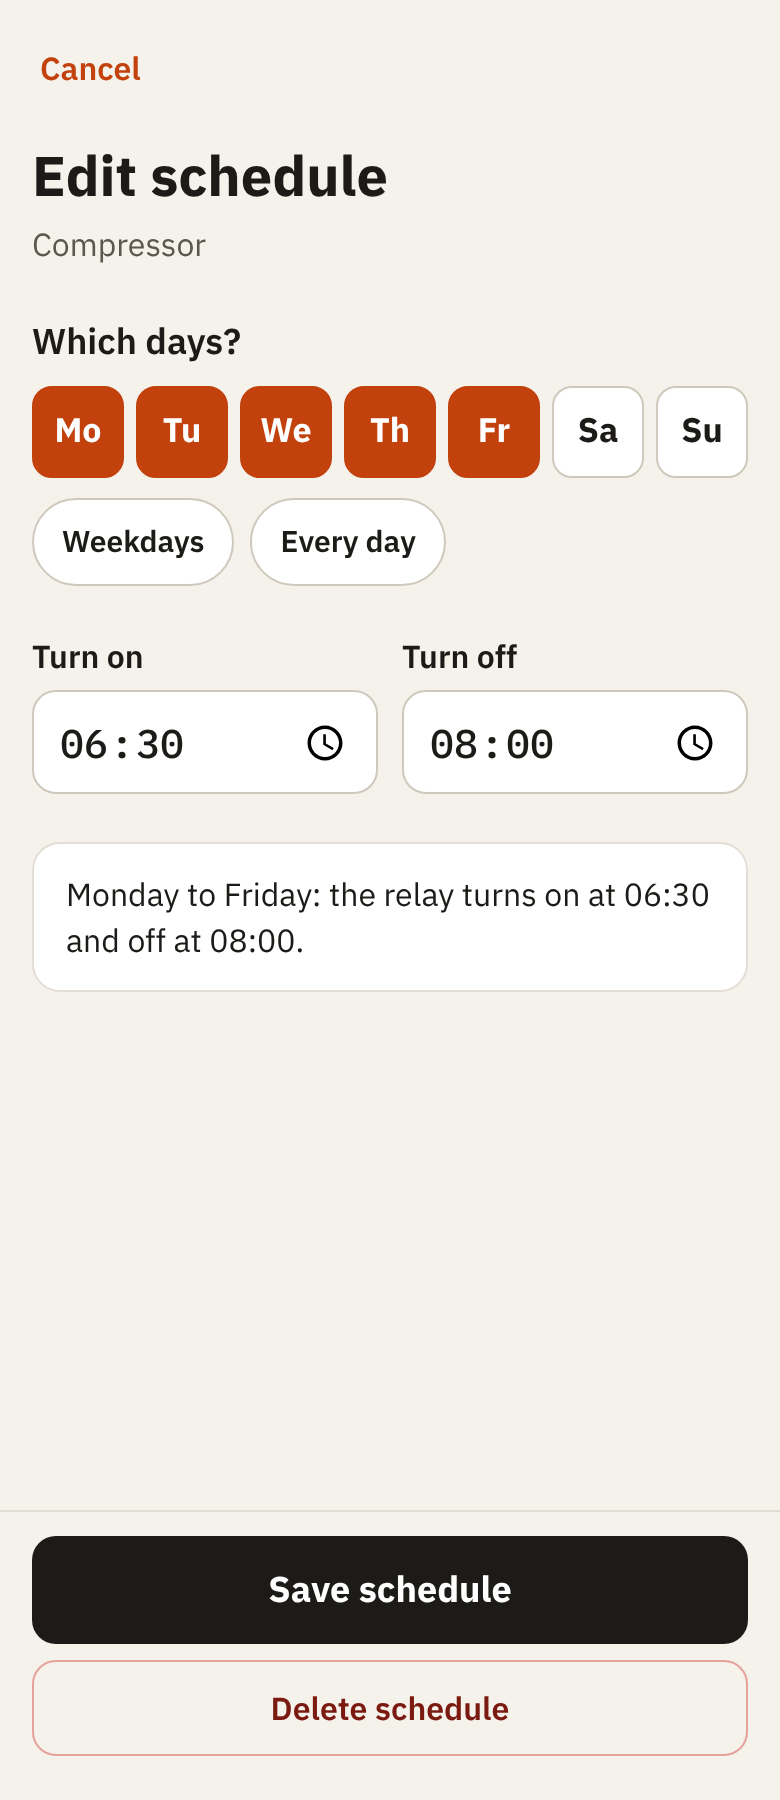 Cancel
Edit schedule
Compressor
Which days?
Mo Tu We Th Fr Sa Su
Weekdays Every day
Turn on Turn off
06:30 08:00
Monday to Friday: the relay turns on at 06:30
and off at 08:00.
Save schedule
Delete schedule